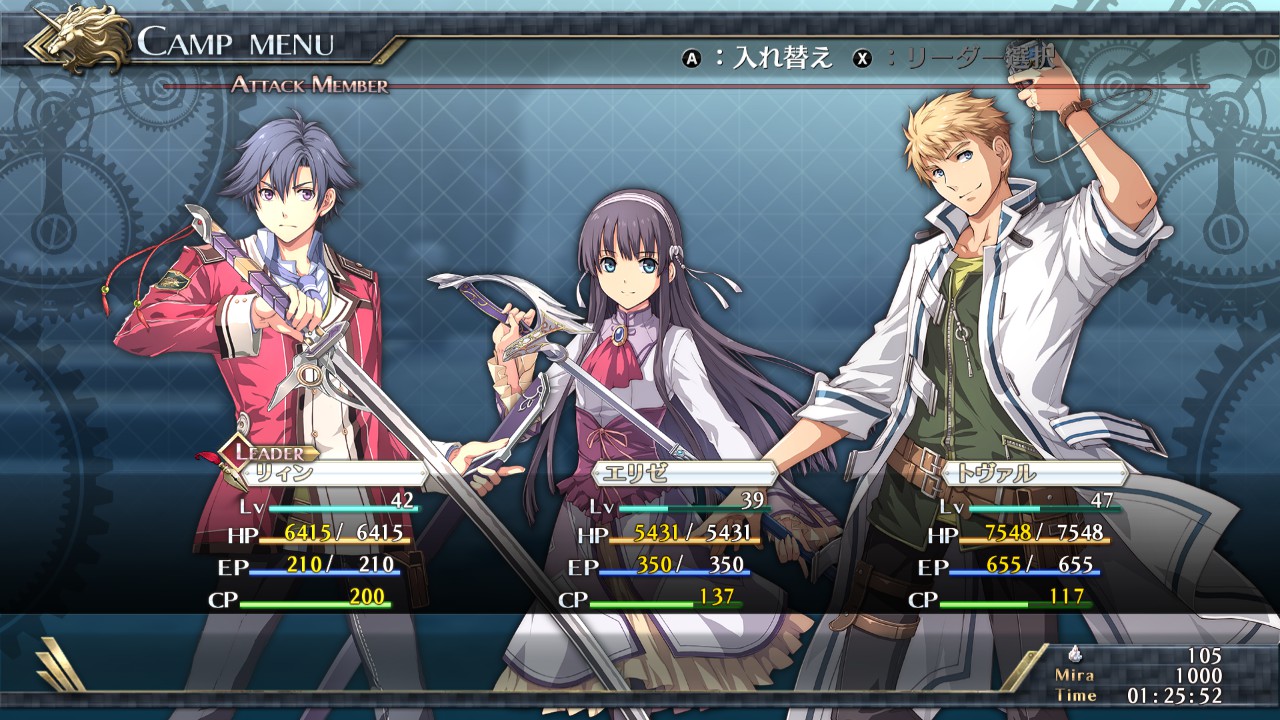 CAMP MENU
A：入れ替え X：リーダー選択
ATTACK MEMBER
LEADER
リィン
Lv 42
HP 6415/ 6415
EP 210/ 210
CP 200
エリゼ
Lv 39
HP 5431/ 5431
EP 350/ 350
CP 137
トヴァル
Lv 47
HP 7548/ 7548
EP 655/ 655
CP 117
105
Mira 1000
Time 01:25:52